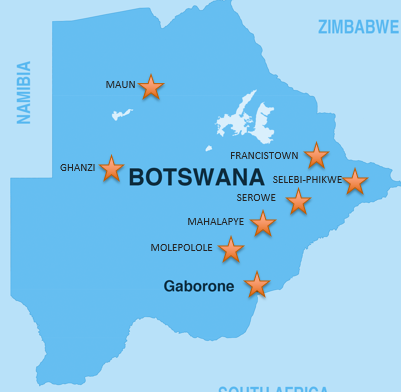 ZIMBABWE
NAMIBIA
MAUN
FRANCISTOWN
GHANZI
BOTSWANA
SELEBI-PHIKWE
SEROWE
MAHALAPYE
MOLEPOLOLE
Gaborone
SOUTH AFRICA